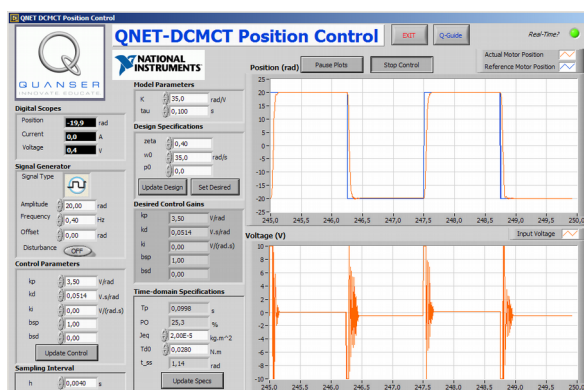 QNET DCMCT Position Control
QNET-DCMCT Position Control
EXIT
Q-Guide
Real-Time?
QUANSER
INNOVATE EDUCATE
NATIONAL
INSTRUMENTS
Digital Scopes
Position -19,9 rad
Current 0,0 A
Voltage 0,4 V
Signal Generator
Signal Type
Amplitude 20,00 rad
Frequency 0,40 Hz
Offset 0,00 rad
Disturbance OFF
Control Parameters
kp 3,50 V/rad
kd 0,0514 V.s/rad
ki 0,00 V/(rad.s)
bsp 1,00
bsd 0,00
Update Control
Sampling Interval
h 0,0040 s
Model Parameters
K 35,0 rad/V
tau 0,100 s
Design Specifications
zeta 0,40
w0 35,0 rad/s
p0 0,0
Update Design Set Desired
Desired Control Gains
kp 3,50 V/rad
kd 0,0514 V.s/rad
ki 0,00 V/(rad.s)
bsp 1,00
bsd 0,00
Time-domain Specifications
Tp 0,0998 s
PO 25,3 %
Jeq 2,00E-5 kg.m^2
Td0 0,0280 N.m
t_ss 1,14 rad
Update Specs
Position (rad) Pause Plots Stop Control
Actual Motor Position
Reference Motor Position
25
20
15
10
5
0
-5
-10
-15
-20
-25
245,0 245,5 246,0 246,5 247,0 247,5 248,0 248,5 249,0 249,5 250,0
Voltage (V)
Input Voltage
10
8
6
4
2
0
-2
-4
-6
-8
-10
245,0 245,5 246,0 246,5 247,0 247,5 248,0 248,5 249,0 249,5 250,0